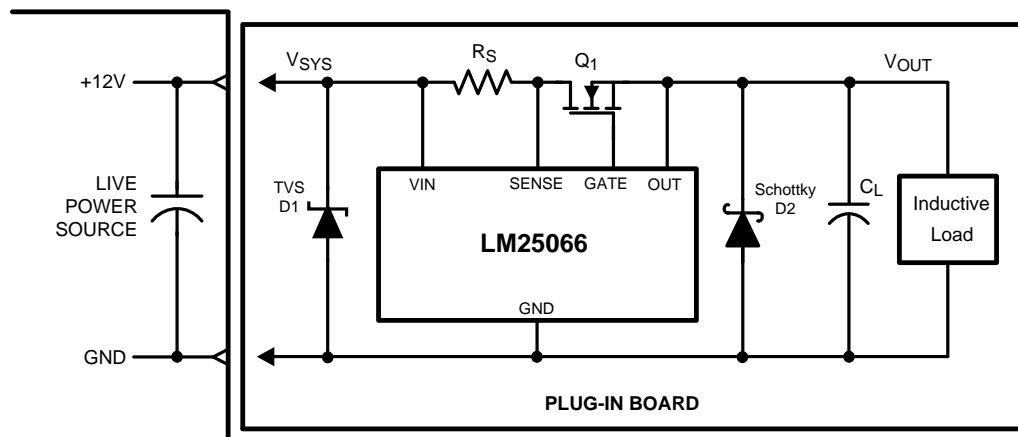 +12V
LIVE
POWER
SOURCE
GND
VSYS
RS
Q1
VOUT
VIN
SENSE
GATE
OUT
TVS
D1
LM25066
GND
Schottky
D2
CL
Inductive
Load
PLUG-IN BOARD